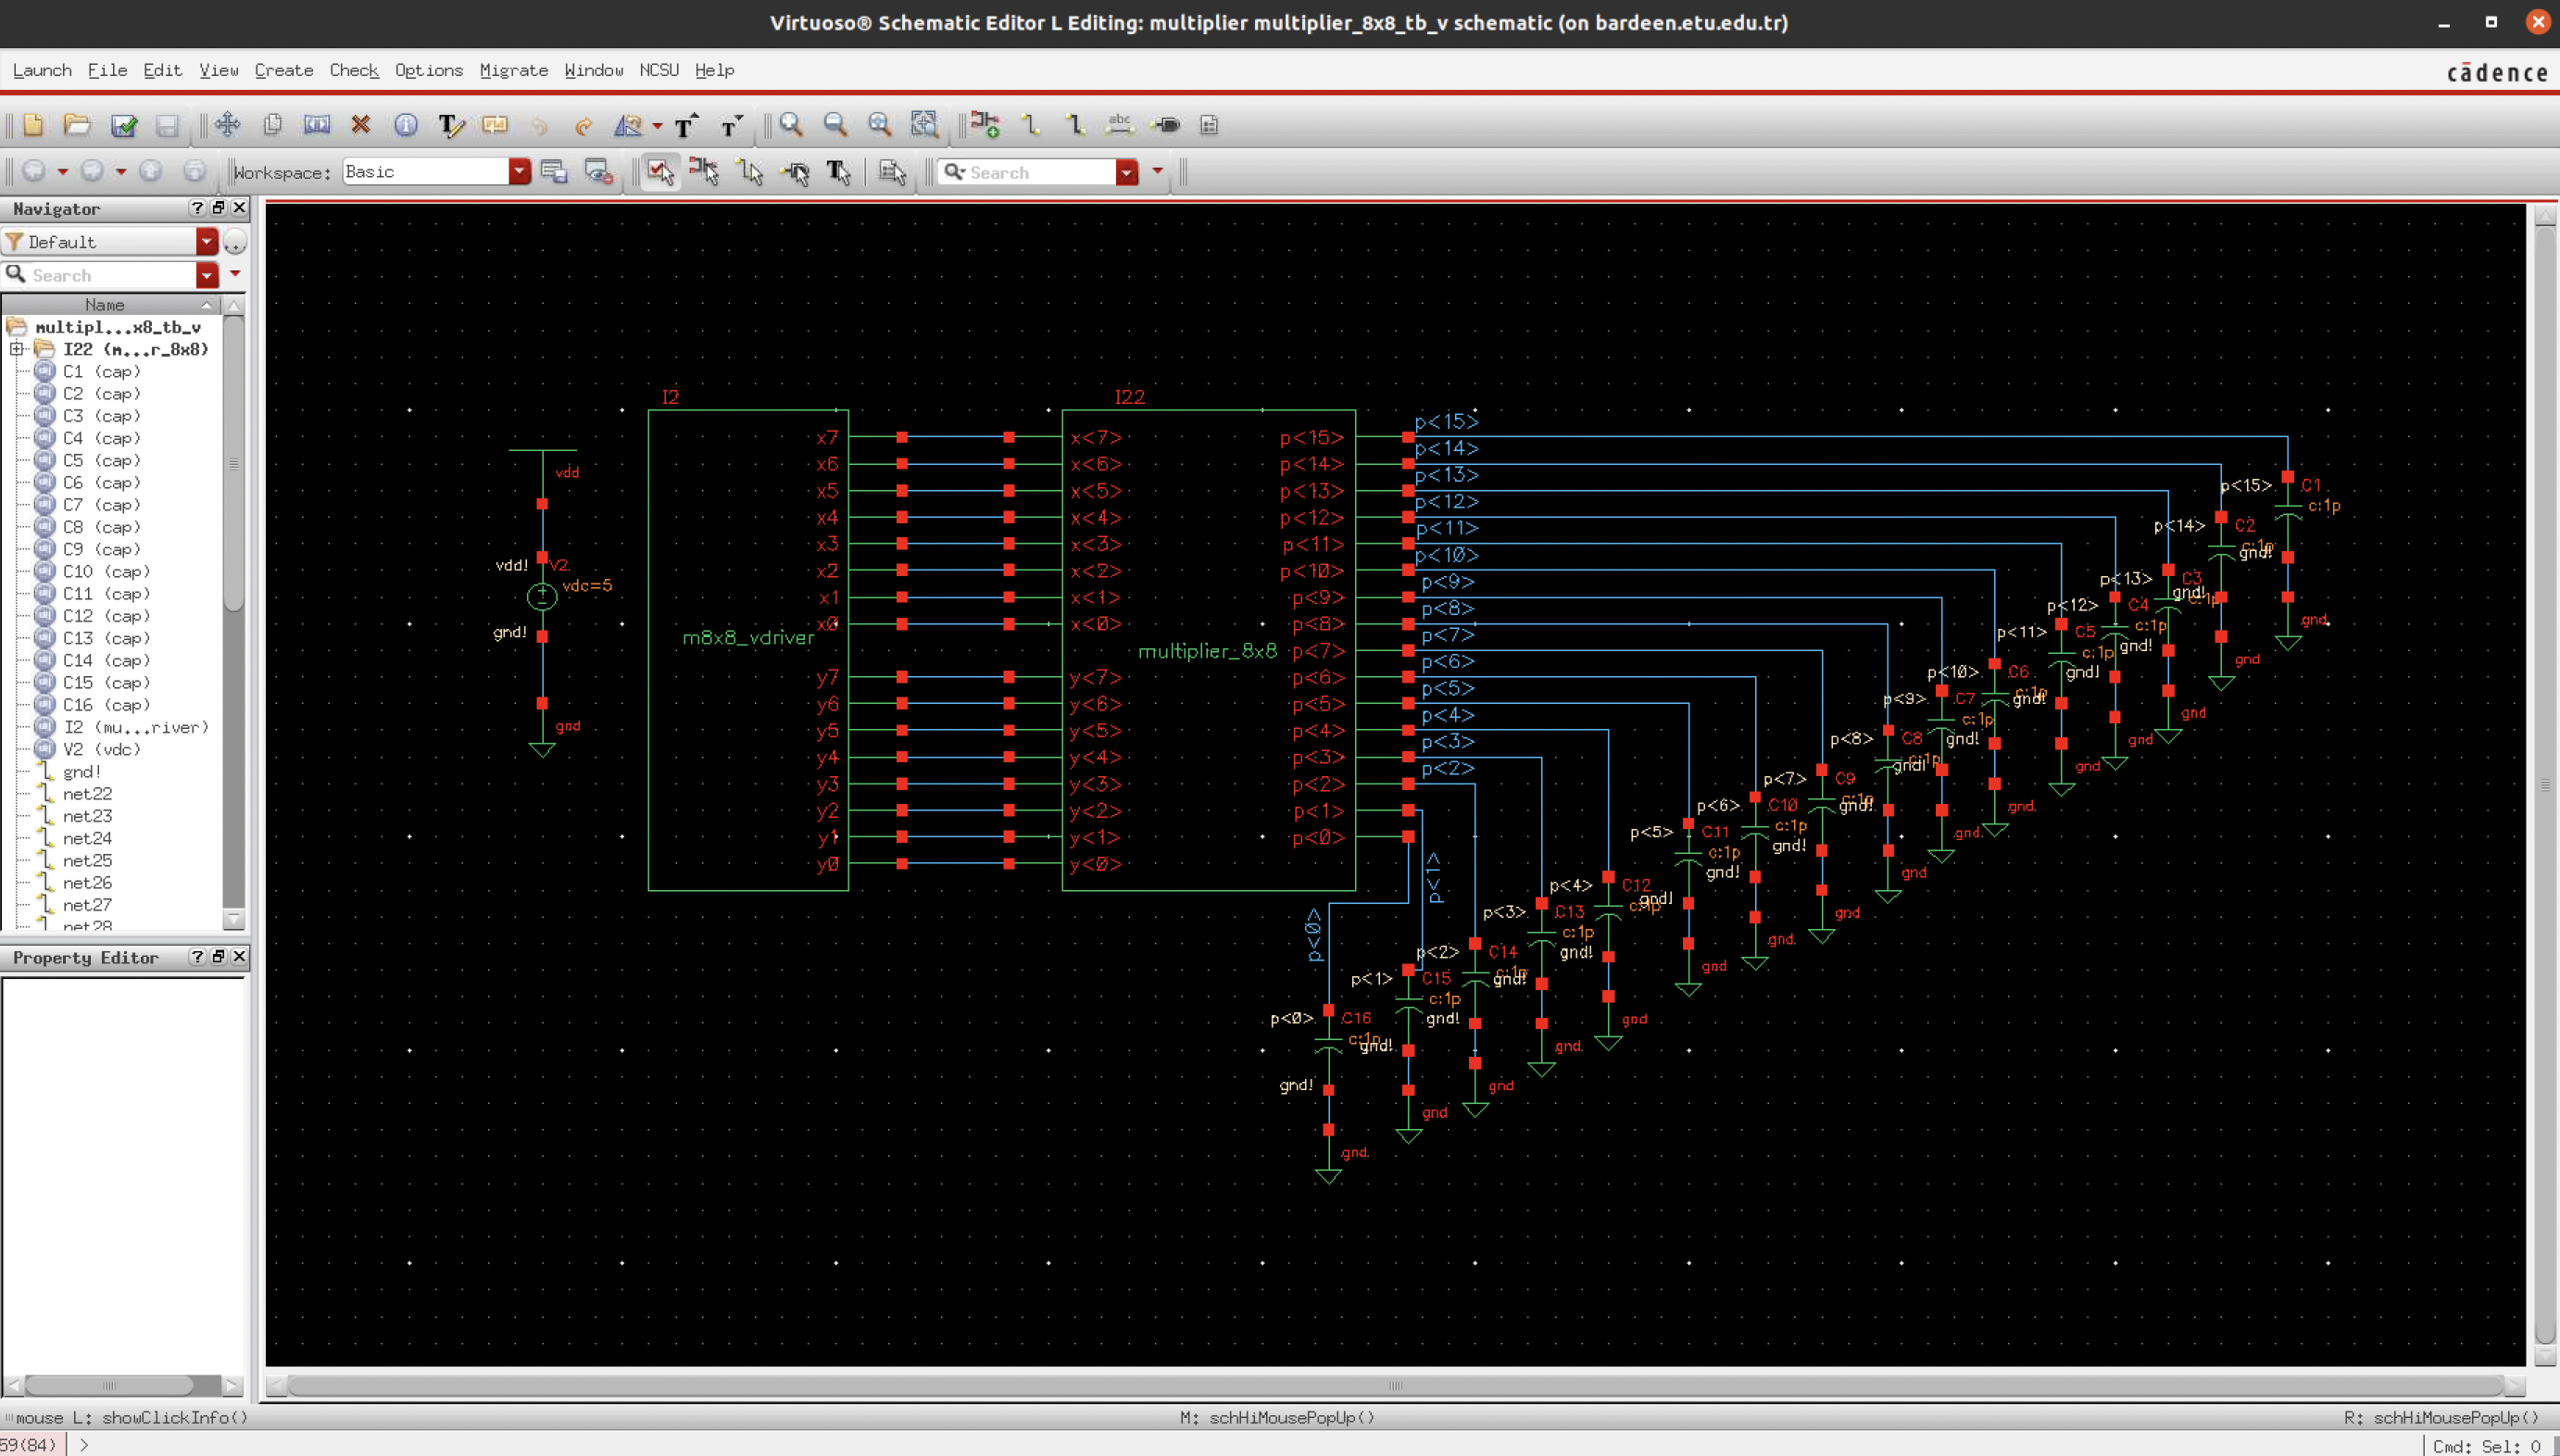 Virtuoso® Schematic Editor L Editing: multiplier multiplier_8x8_tb_v schematic (on bardeen.etu.edu.tr)
Launch File Edit View Create Check Options Migrate Window NCSU Help
cādence
abc
Workspace: Basic
Search
Navigator
Default
Search
Name
multipl...x8_tb_v
I22 (m...r_8x8)
C1 (cap)
C2 (cap)
C3 (cap)
C4 (cap)
C5 (cap)
C6 (cap)
C7 (cap)
C8 (cap)
C9 (cap)
C10 (cap)
C11 (cap)
C12 (cap)
C13 (cap)
C14 (cap)
C15 (cap)
C16 (cap)
I2 (mu...river)
V2 (vdc)
gnd!
net22
net23
net24
net25
net26
net27
net28
Property Editor
vdd
vdd! V2
vdc=5
gnd!
gnd
I2
x7
x6
x5
x4
x3
x2
x1
x0
m8x8_vdriver
y7
y6
y5
y4
y3
y2
y1
y0
I22
x<7>
x<6>
x<5>
x<4>
x<3>
x<2>
x<1>
x<0>
multiplier_8x8
y<7>
y<6>
y<5>
y<4>
y<3>
y<2>
y<1>
y<0>
p<15>
p<14>
p<13>
p<12>
p<11>
p<10>
p<9>
p<8>
p<7>
p<6>
p<5>
p<4>
p<3>
p<2>
p<1>
p<0>
p<15>
p<14>
p<13>
p<12>
p<11>
p<10>
p<9>
p<8>
p<7>
p<6>
p<5>
p<4>
p<3>
p<2>
p<1>
p<0>
p<15> C1
c:1p
gnd
p<14> C2
c:1p
gnd!
gnd
p<13> C3
c:1p
gnd!
gnd
p<12> C4
c:1p
gnd!
gnd
p<11> C5
c:1p
gnd!
gnd
p<10> C6
c:1p
gnd!
gnd
p<9> C7
c:1p
gnd!
gnd
p<8> C8
c:1p
gnd!
gnd
p<7> C9
c:1p
gnd!
gnd
p<6> C10
c:1p
gnd!
gnd
p<5> C11
c:1p
gnd!
gnd
p<4> C12
c:1p
gnd!
gnd
p<3> C13
c:1p
gnd!
gnd
p<2> C14
c:1p
gnd!
gnd
p<1> C15
c:1p
gnd!
gnd
p<0> C16
c:1p
gnd!
gnd
mouse L: showClickInfo()
M: schHiMousePopUp()
R: schHiMousePopUp()
59(84) >
Cmd: Sel: 0